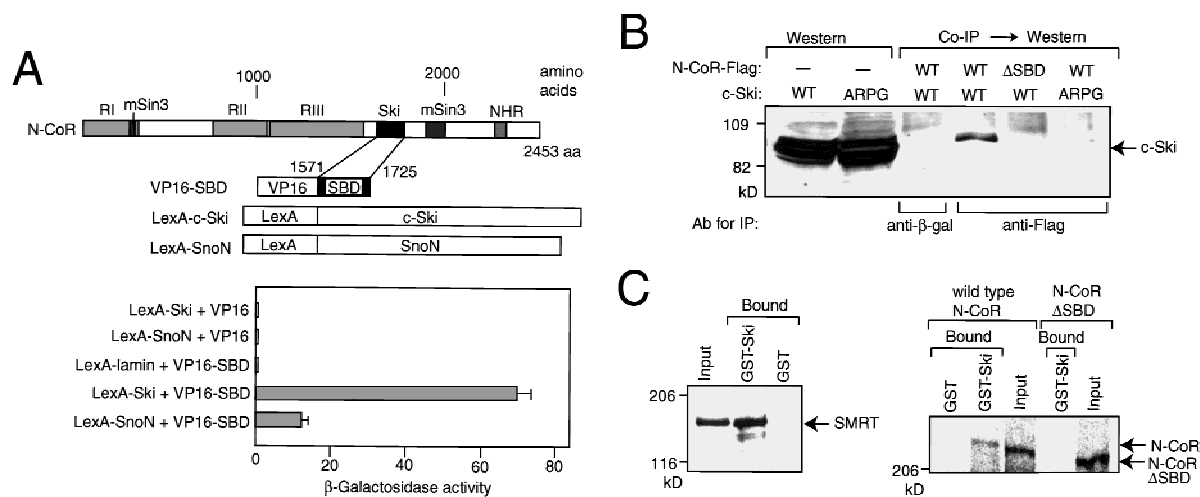 A
1000
2000
amino
acids
RI
mSin3
RII
RIII
Ski
mSin3
NHR
N-CoR
2453 aa
1571
1725
VP16-SBD
VP16
SBD
LexA-c-Ski
LexA
c-Ski
LexA-SnoN
LexA
SnoN
LexA-Ski + VP16
LexA-SnoN + VP16
LexA-lamin + VP16-SBD
LexA-Ski + VP16-SBD
LexA-SnoN + VP16-SBD
0
20
40
60
80
β-Galactosidase activity
B
Western
Co-IP → Western
N-CoR-Flag: – – WT WT ΔSBD WT
c-Ski: WT ARPG WT WT WT ARPG
109
82
kD
c-Ski
Ab for IP:
anti-β-gal
anti-Flag
C
Bound
Input
GST-Ski
GST
206
116
kD
SMRT
wild type
N-CoR
N-CoR
ΔSBD
Bound
Bound
GST
GST-Ski
Input
GST-Ski
Input
206
kD
N-CoR
N-CoR
ΔSBD